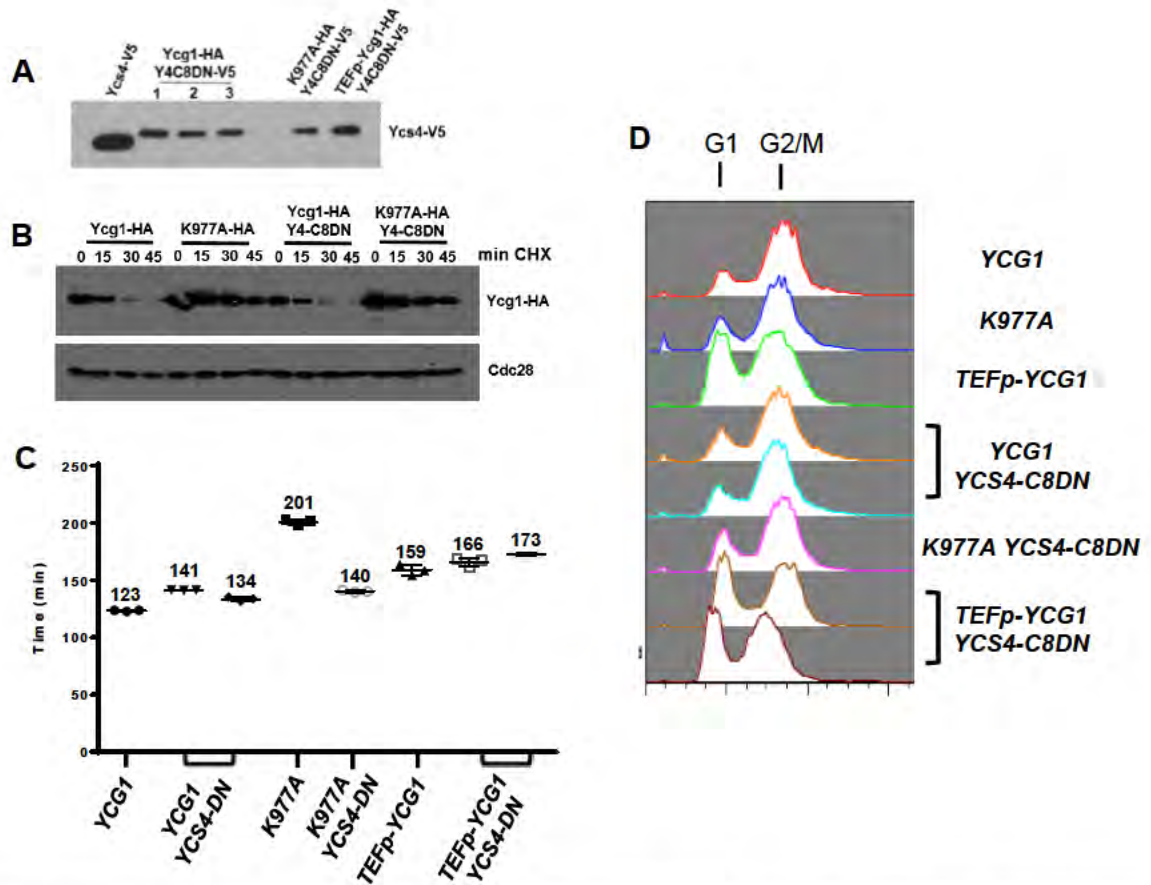 A
Ycs4-V5
Ycg1-HA
Y4C8DN-V5
1 2 3
K977A-HA
Y4C8DN-V5
TEFp-Ycg1-HA
Y4C8DN-V5
Ycs4-V5
B
Ycg1-HA
K977A-HA
Ycg1-HA
Y4-C8DN
K977A-HA
Y4-C8DN
0 15 30 45 0 15 30 45 0 15 30 45 0 15 30 45 min CHX
Ycg1-HA
Cdc28
C
Time (min)
250
200
150
100
50
0
123
141
134
201
140
159
166
173
YCG1
YCG1
YCS4-DN
K977A
K977A
YCS4-DN
TEFp-YCG1
TEFp-YCG1
YCS4-DN
D
G1 G2/M
YCG1
K977A
TEFp-YCG1
YCG1
YCS4-C8DN
K977A YCS4-C8DN
TEFp-YCG1
YCS4-C8DN